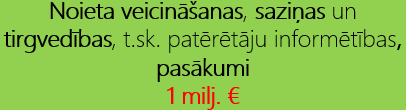 Noieta veicināšanas, saziņas un
tirgvedības, t.sk. patērētāju informētības,
pasākumi
1 milj. €